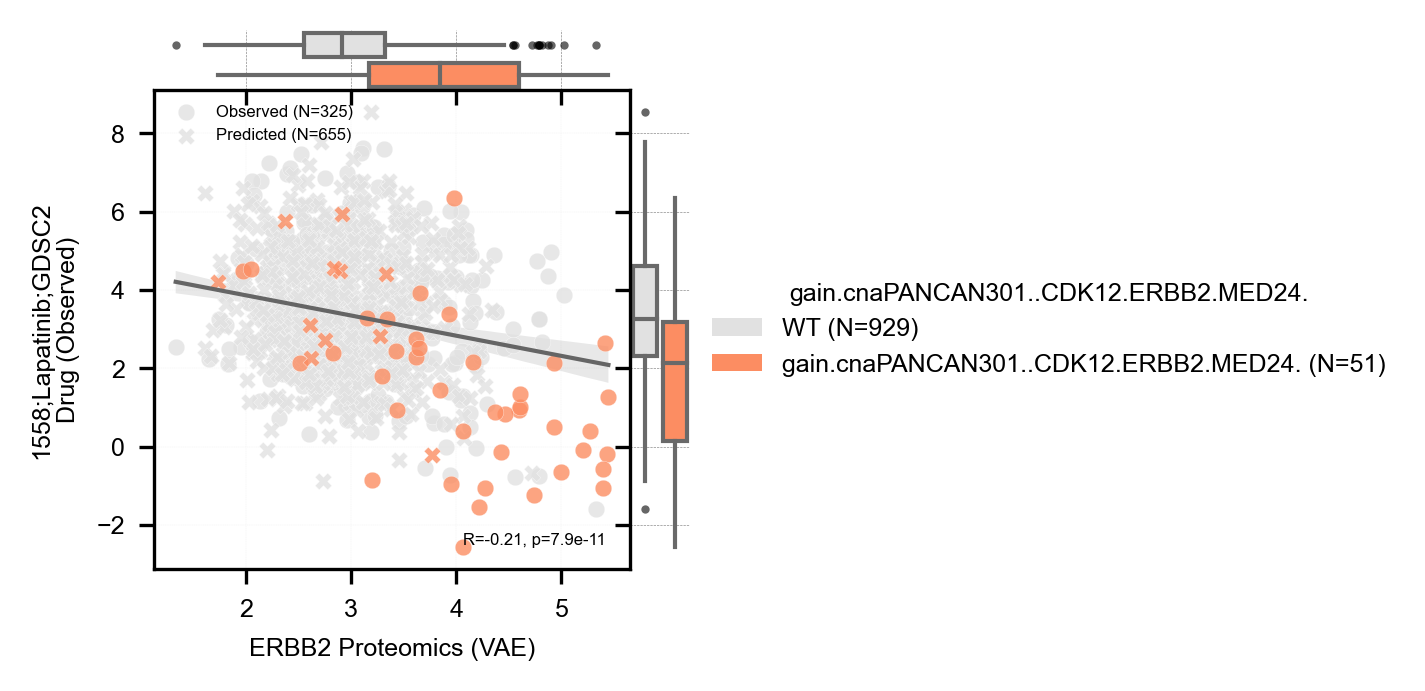 Observed (N=325)
Predicted (N=655)
8
6
4
2
0
−2
1558;Lapatinib;GDSC2
Drug (Observed)
R=-0.21, p=7.9e-11
2
3
4
5
ERBB2 Proteomics (VAE)
gain.cnaPANCAN301..CDK12.ERBB2.MED24.
WT (N=929)
gain.cnaPANCAN301..CDK12.ERBB2.MED24. (N=51)